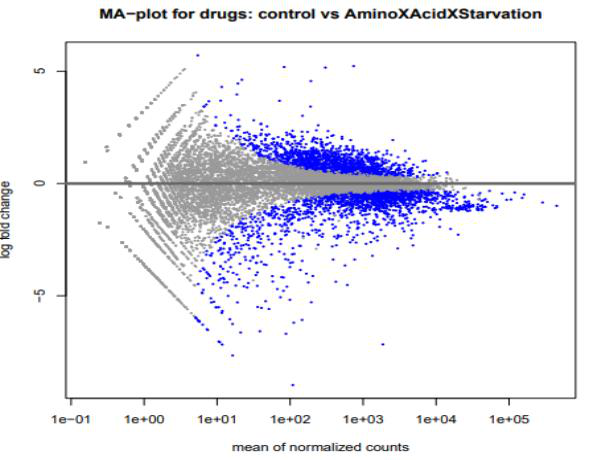 MA−plot for drugs: control vs AminoXAcidXStarvation
log fold change
5
0
−5
1e−01 1e+00 1e+01 1e+02 1e+03 1e+04 1e+05
mean of normalized counts